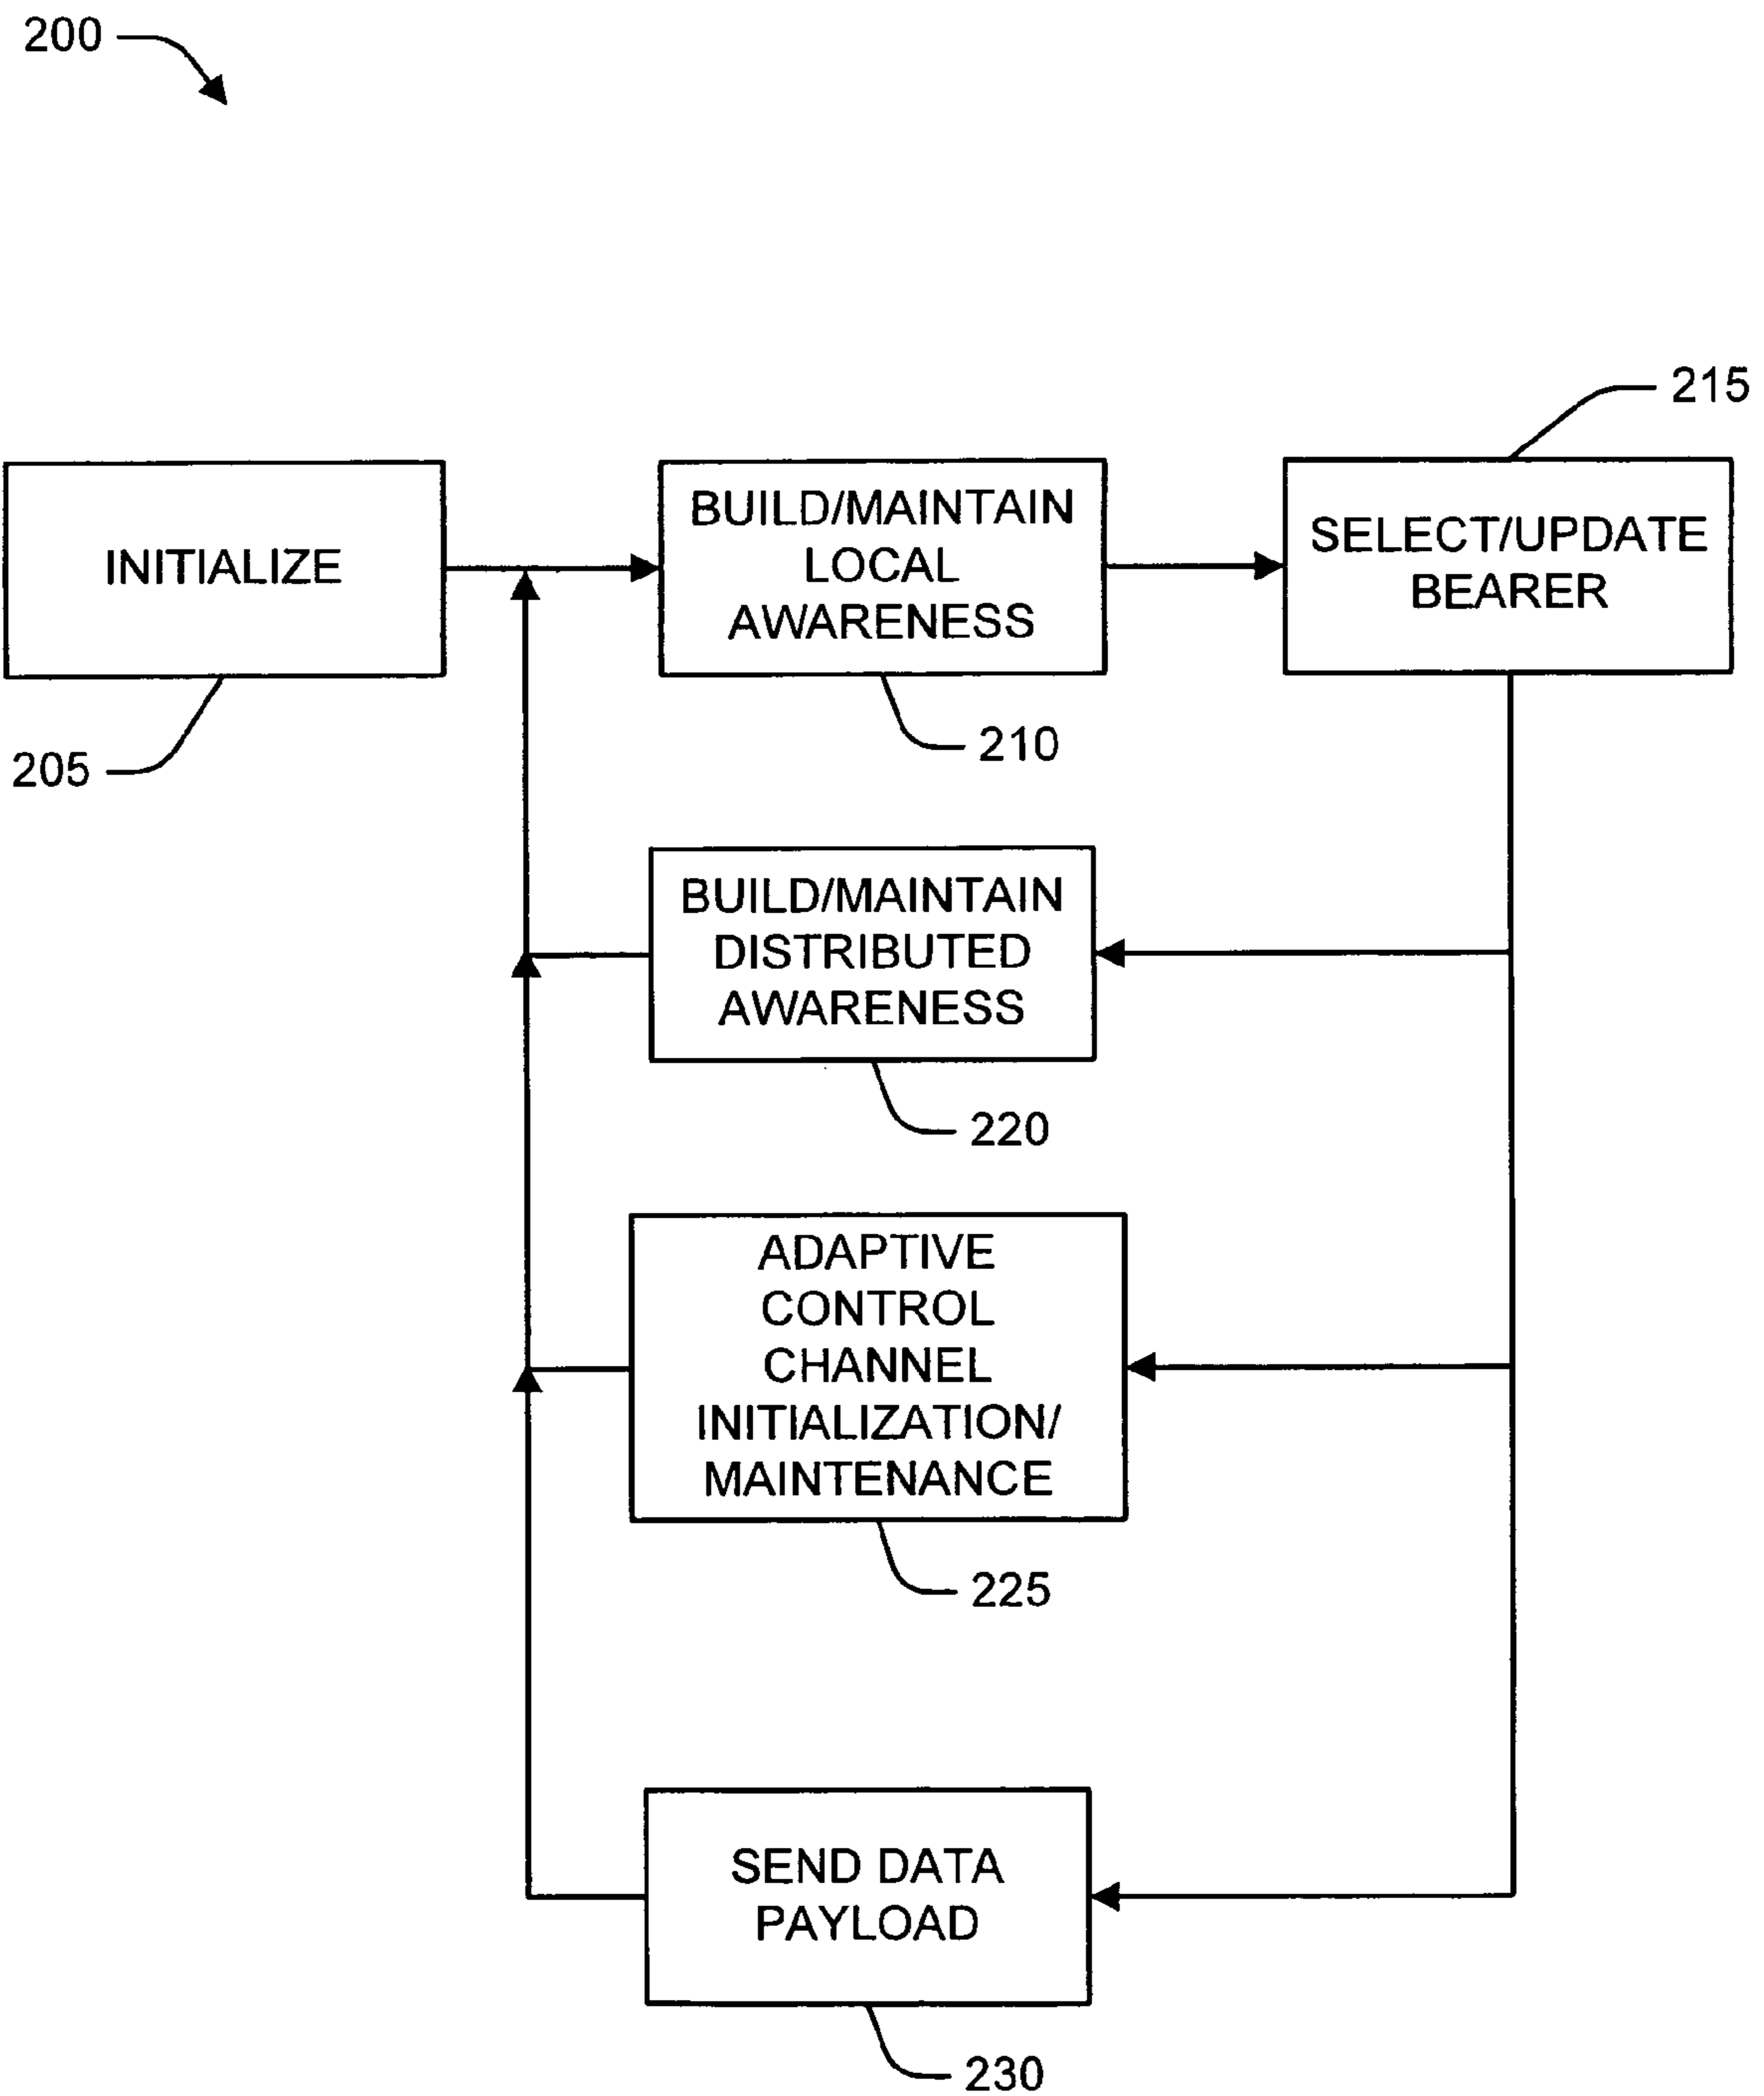 200
215
INITIALIZE
BUILD/MAINTAIN
LOCAL
AWARENESS
SELECT/UPDATE
BEARER
205
210
BUILD/MAINTAIN
DISTRIBUTED
AWARENESS
220
ADAPTIVE
CONTROL
CHANNEL
INITIALIZATION/
MAINTENANCE
225
SEND DATA
PAYLOAD
230